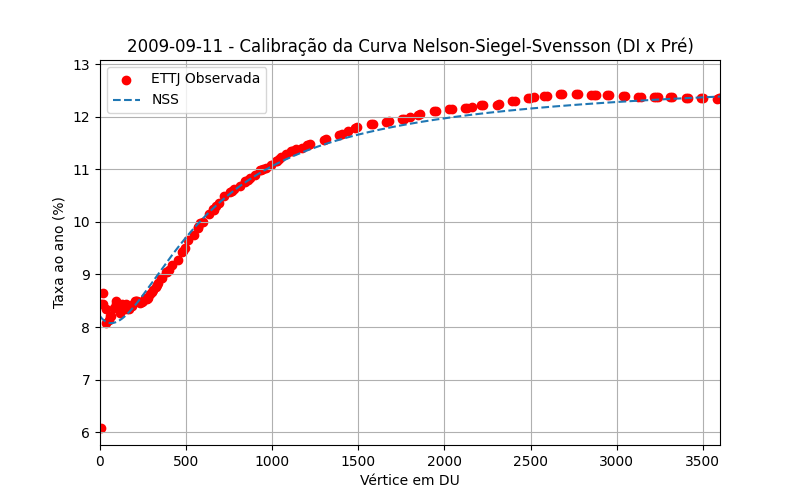 2009-09-11 - Calibração da Curva Nelson-Siegel-Svensson (DI x Pré)
ETTJ Observada
NSS
Taxa ao ano (%)
13
12
11
10
9
8
7
6
0 500 1000 1500 2000 2500 3000 3500
Vértice em DU